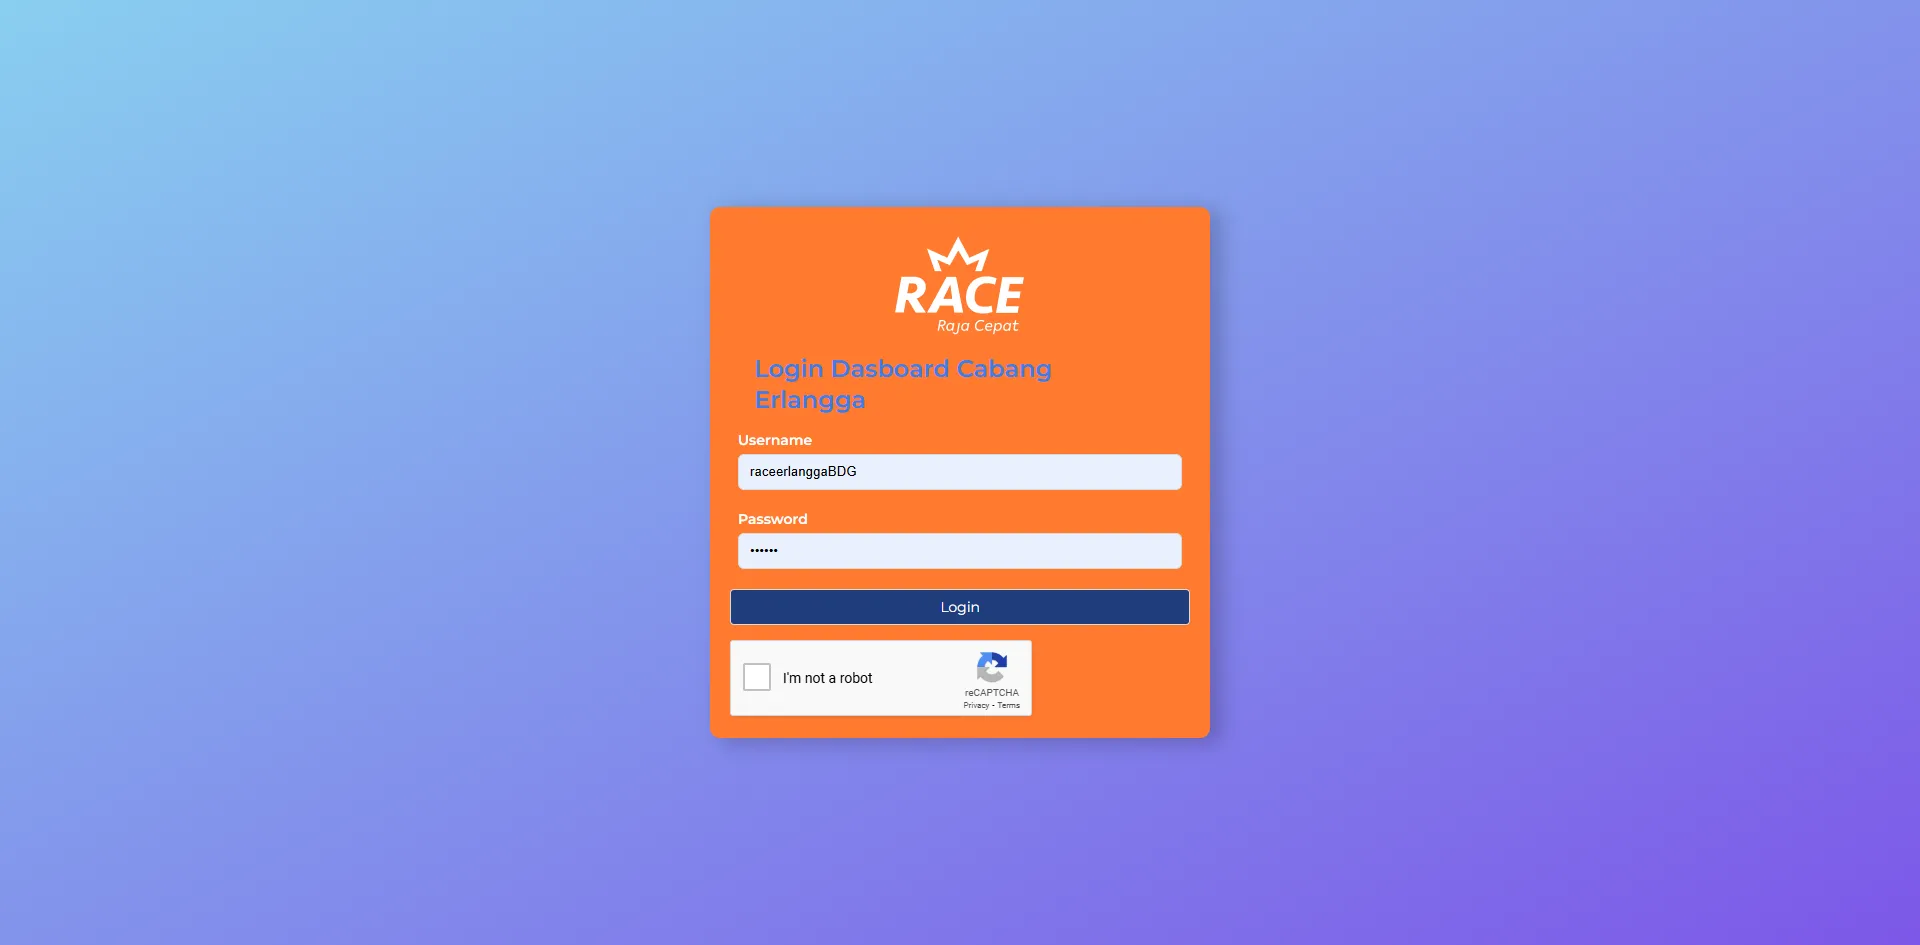 RACE
Raja Cepat
Login Dasboard Cabang
Erlangga
Username
raceerlanggaBDG
Password
••••••
Login
I'm not a robot
reCAPTCHA
Privacy - Terms